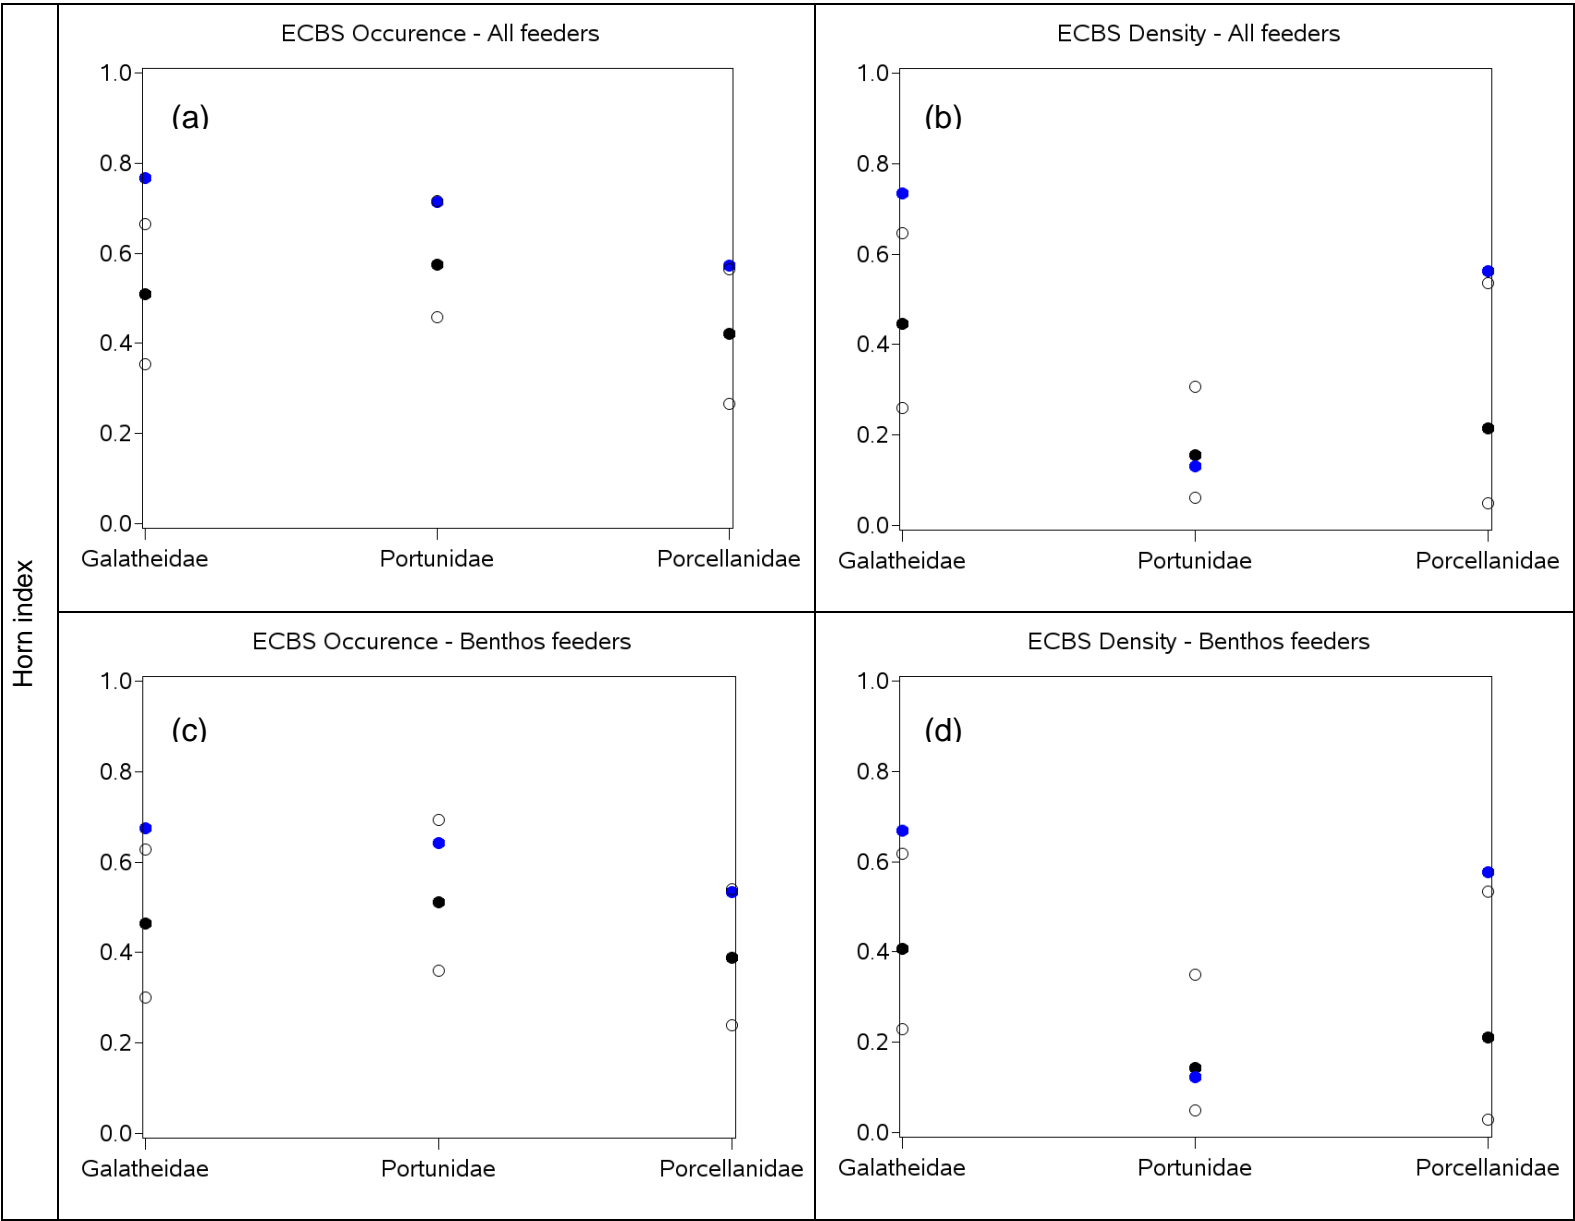 Horn index
ECBS Occurence - All feeders
(a)
1.0
0.8
0.6
0.4
0.2
0.0
Galatheidae Portunidae Porcellanidae
ECBS Density - All feeders
(b)
1.0
0.8
0.6
0.4
0.2
0.0
Galatheidae Portunidae Porcellanidae
ECBS Occurence - Benthos feeders
(c)
1.0
0.8
0.6
0.4
0.2
0.0
Galatheidae Portunidae Porcellanidae
ECBS Density - Benthos feeders
(d)
1.0
0.8
0.6
0.4
0.2
0.0
Galatheidae Portunidae Porcellanidae